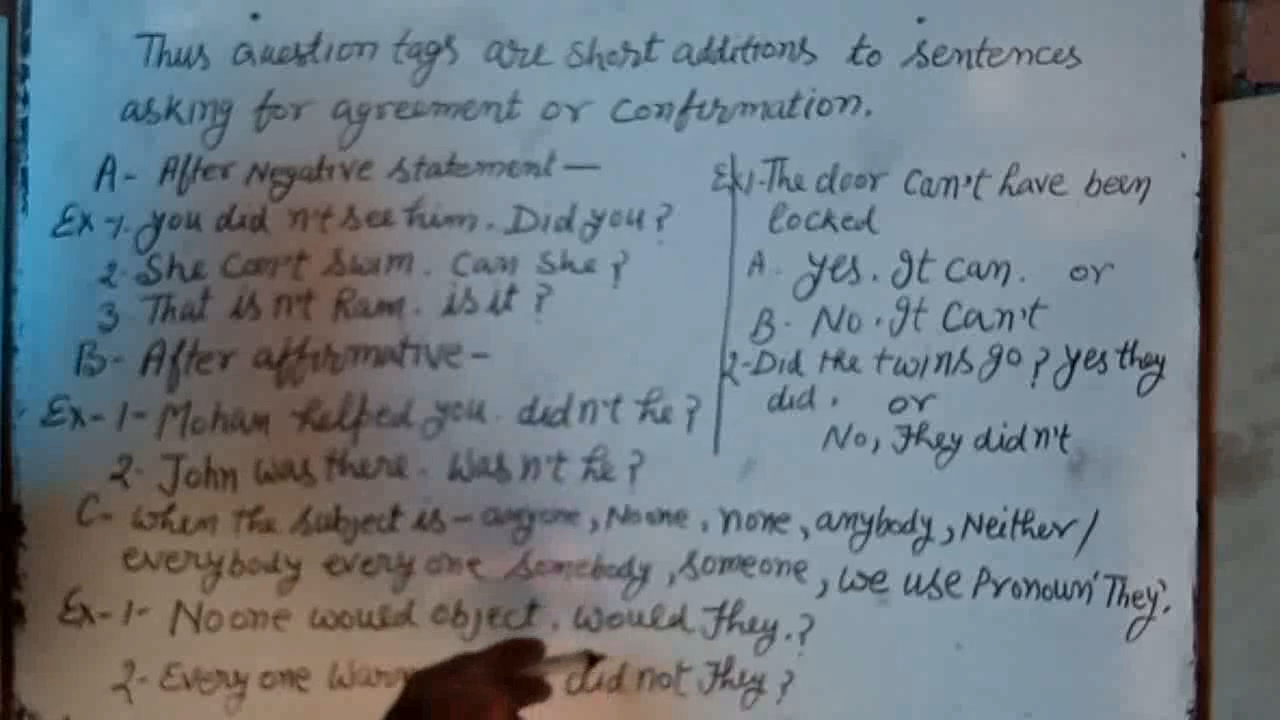 Thus question tags are short additions to sentences
asking for agreement or confirmation.
A- After Negative statement—
Ex-1. you did n't see him. Did you?
2. She can't swim. Can she?
3 That is n't Ram. is it?
B- After affirmative-
Ex-1- Mohan helped you. didn't he?
2. John was there. Was n't he?
Ex1-The door can't have been
locked
A. yes. It can. or
B. No. It can't
2-Did the twins go? yes they
did. or
No, They didn't
C- when the subject is - anyone, No one, none, anybody, Neither/
everybody every one somebody, someone, we use Pronoun 'They'.
Ex-1- No one would object. would They.?
2- Every one did not They?